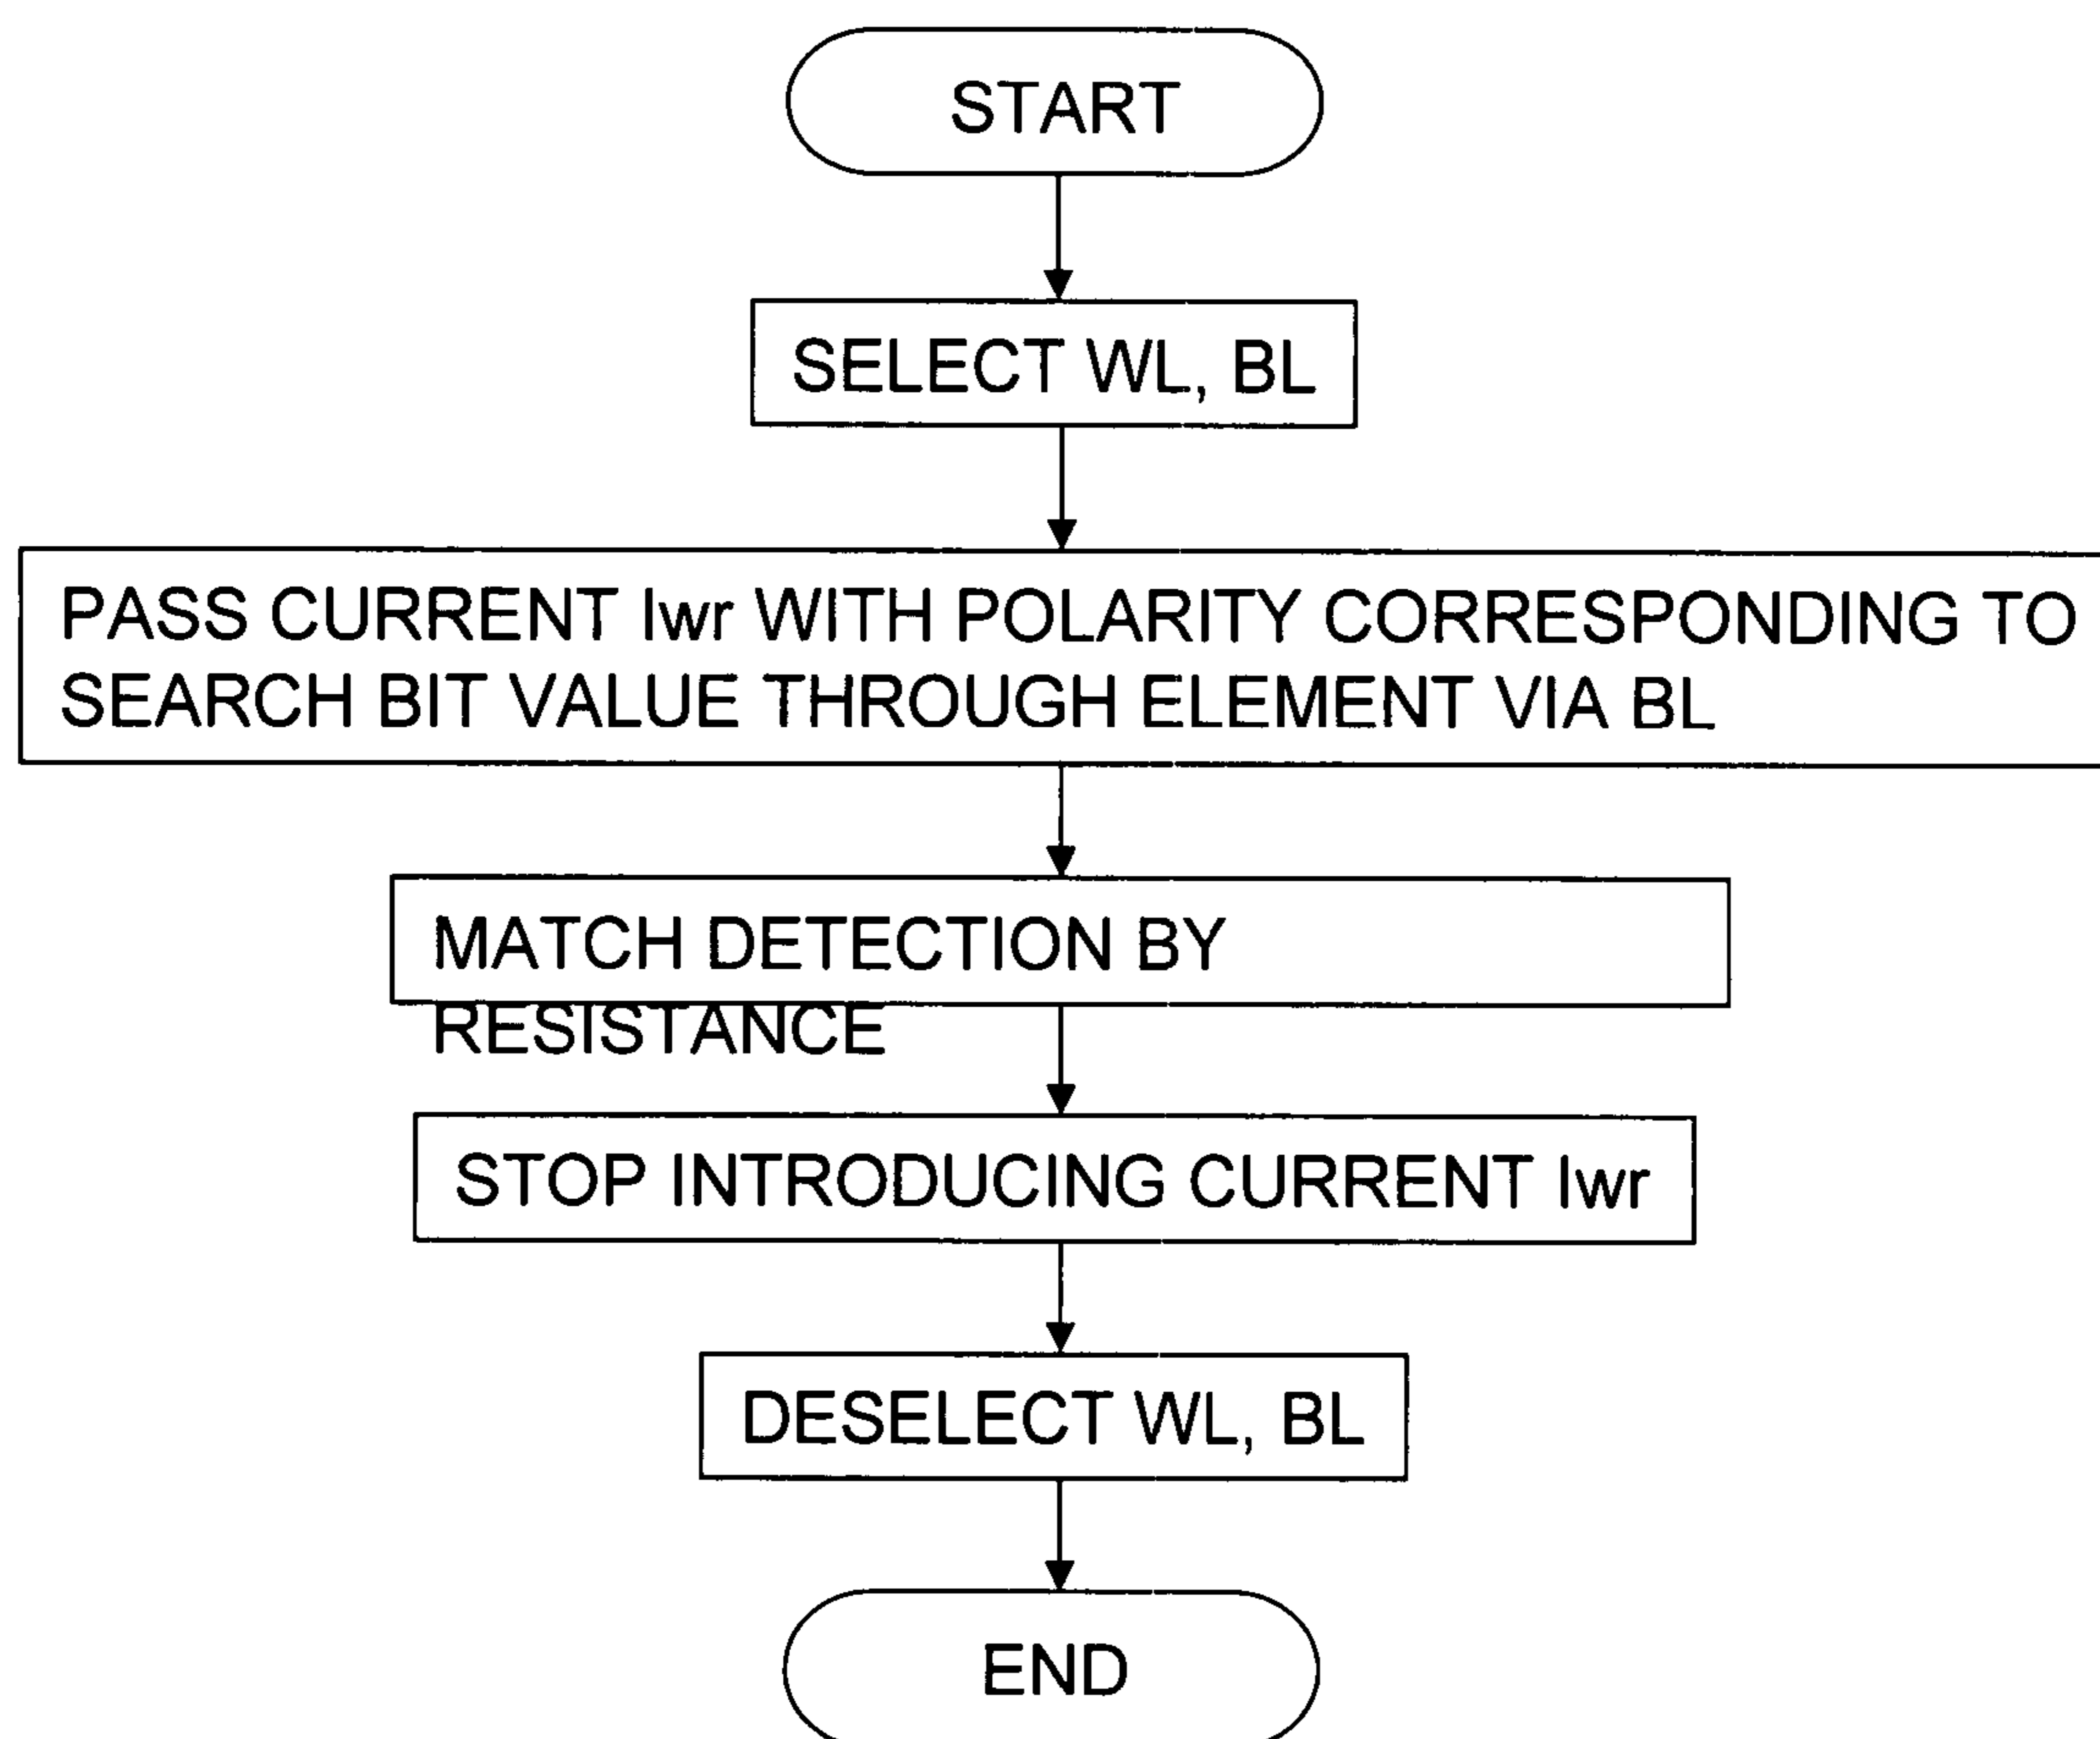 START
SELECT WL, BL
PASS CURRENT Iwr WITH POLARITY CORRESPONDING TO
SEARCH BIT VALUE THROUGH ELEMENT VIA BL
MATCH DETECTION BY
RESISTANCE
STOP INTRODUCING CURRENT Iwr
DESELECT WL, BL
END